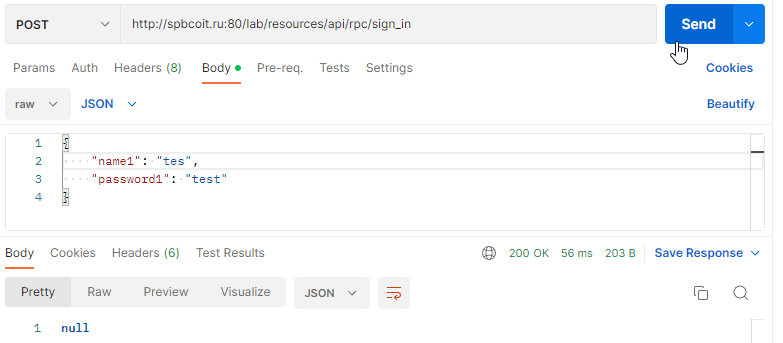 POST http://spbcoit.ru:80/lab/resources/api/rpc/sign_in Send
Params Auth Headers (8) Body Pre-req. Tests Settings Cookies
raw JSON Beautify
1 {
2 "name1": "tes",
3 "password1": "test"
4 }
Body Cookies Headers (6) Test Results 200 OK 56 ms 203 B Save Response
Pretty Raw Preview Visualize JSON
1 null